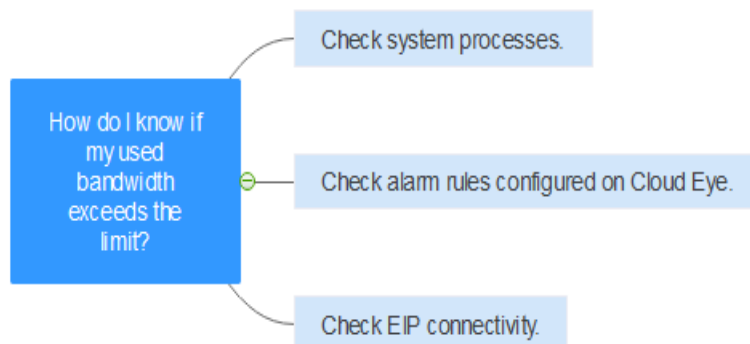 How do I know if
my used
bandwidth
exceeds the
limit?
Check system processes.
Check alarm rules configured on Cloud Eye.
Check EIP connectivity.